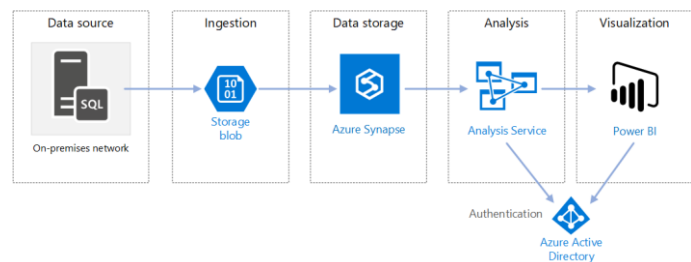 Data source
Ingestion
Data storage
Analysis
Visualization
SQL
10
01
On-premises network
Storage
blob
Azure Synapse
Analysis Service
Power BI
Authentication
Azure Active
Directory